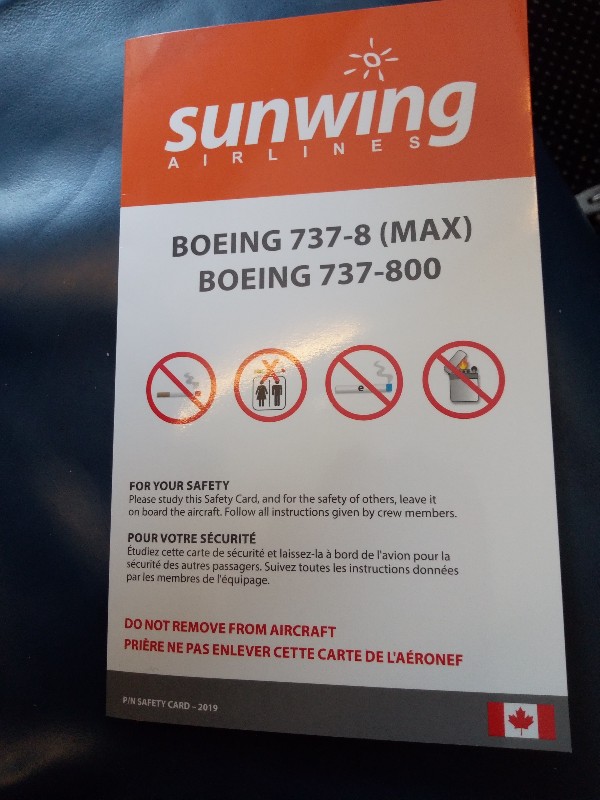 sunwing
AIRLINES
BOEING 737-8 (MAX)
BOEING 737-800
e
FOR YOUR SAFETY
Please study this Safety Card, and for the safety of others, leave it
on board the aircraft. Follow all instructions given by crew members.
POUR VOTRE SÉCURITÉ
Étudiez cette carte de sécurité et laissez-la à bord de l'avion pour la
sécurité des autres passagers. Suivez toutes les instructions données
par les membres de l'équipage.
DO NOT REMOVE FROM AIRCRAFT
PRIÈRE NE PAS ENLEVER CETTE CARTE DE L'AÉRONEF
P/N SAFETY CARD – 2019